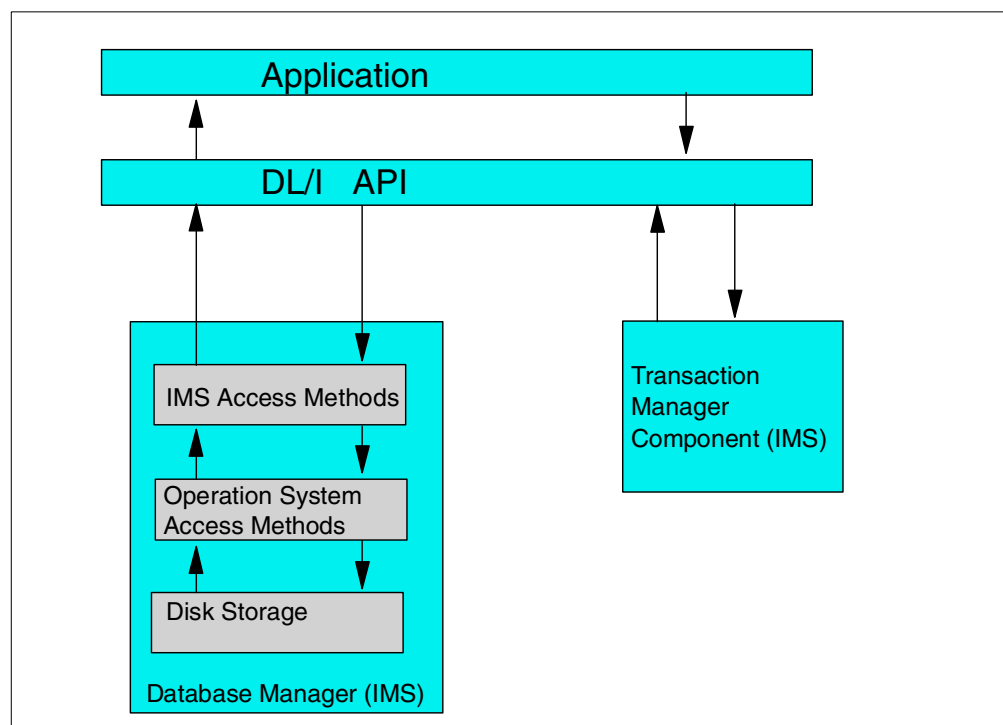 Application
DL/I API
IMS Access Methods
Operation System
Access Methods
Disk Storage
Database Manager (IMS)
Transaction
Manager
Component (IMS)